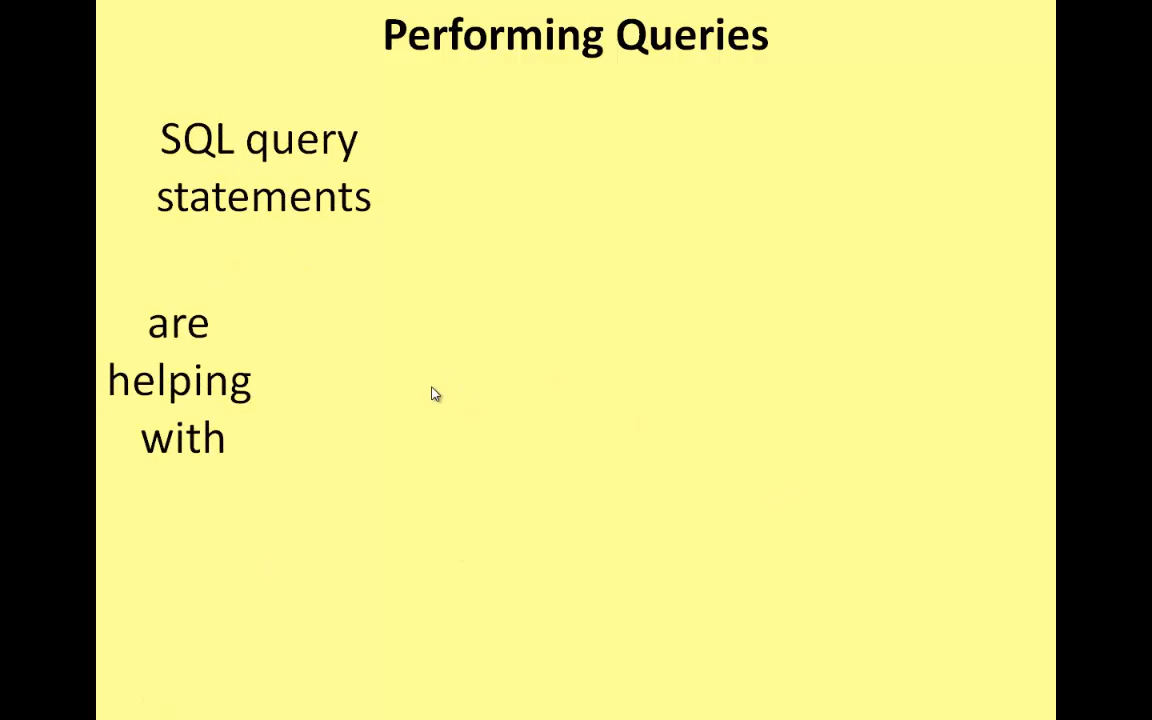 Performing Queries
SQL query
statements
are
helping
with